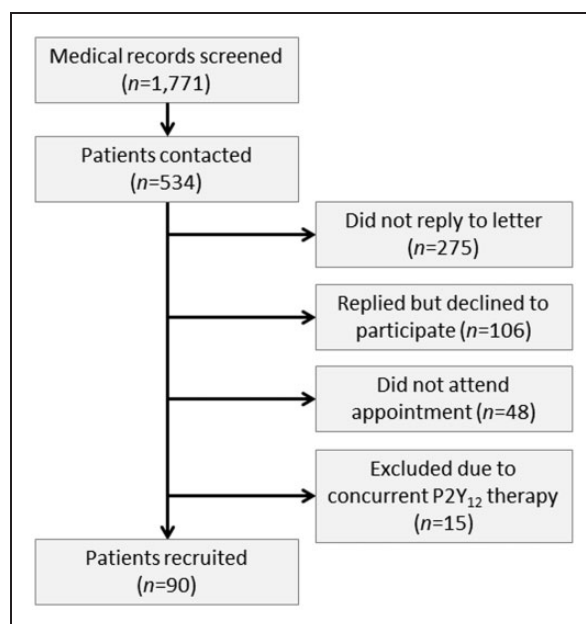 Medical records screened
(n=1,771)
Patients contacted
(n=534)
Did not reply to letter
(n=275)
Replied but declined to
participate (n=106)
Did not attend
appointment (n=48)
Excluded due to
concurrent P2Y₁₂ therapy
(n=15)
Patients recruited
(n=90)